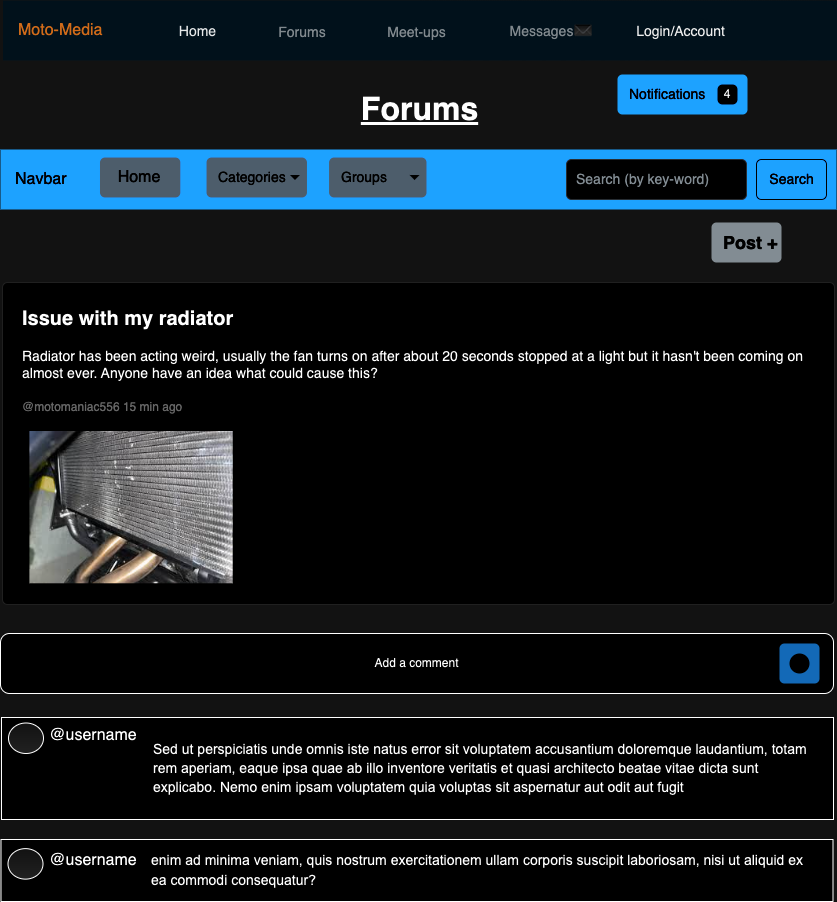 Moto-Media Home Forums Meet-ups Messages Login/Account
Notifications 4
Forums
Navbar Home Categories Groups Search (by key-word) Search
Post +
Issue with my radiator
Radiator has been acting weird, usually the fan turns on after about 20 seconds stopped at a light but it hasn't been coming on
almost ever. Anyone have an idea what could cause this?
@motomaniac556 15 min ago
Add a comment
@username
Sed ut perspiciatis unde omnis iste natus error sit voluptatem accusantium doloremque laudantium, totam
rem aperiam, eaque ipsa quae ab illo inventore veritatis et quasi architecto beatae vitae dicta sunt
explicabo. Nemo enim ipsam voluptatem quia voluptas sit aspernatur aut odit aut fugit
@username
enim ad minima veniam, quis nostrum exercitationem ullam corporis suscipit laboriosam, nisi ut aliquid ex
ea commodi consequatur?